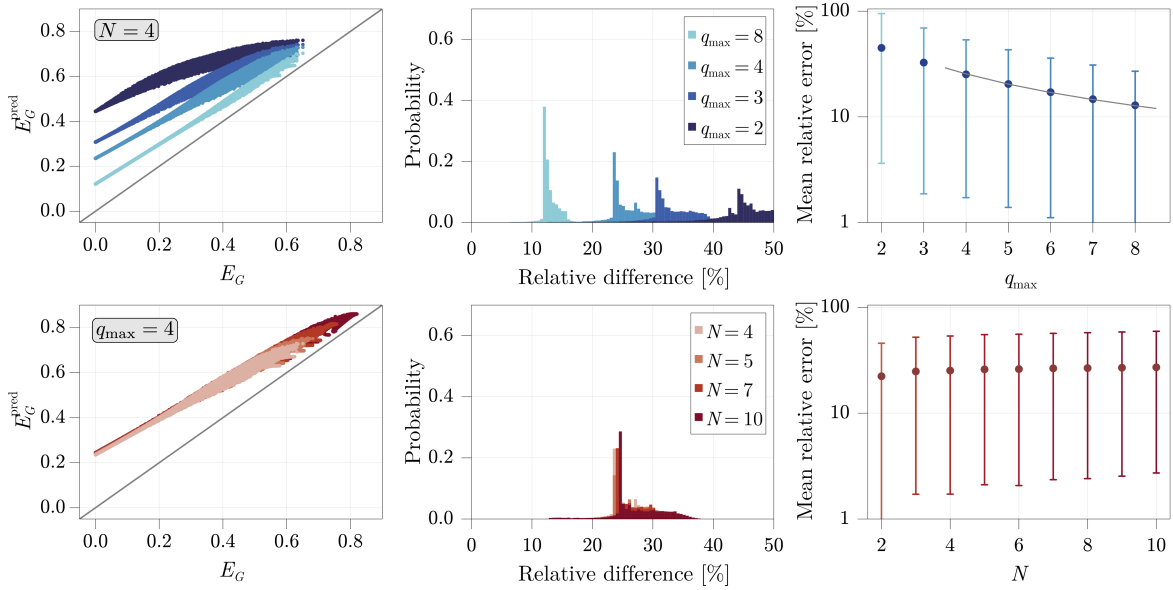 N = 4
E_G^pred
0.8
0.6
0.4
0.2
0.0
0.0 0.2 0.4 0.6 0.8
E_G
Probability
0.6
0.4
0.2
0.0
0 10 20 30 40 50
Relative difference [%]
q_max = 8
q_max = 4
q_max = 3
q_max = 2
Mean relative error [%]
100
10
1
2 3 4 5 6 7 8
q_max
q_max = 4
E_G^pred
0.8
0.6
0.4
0.2
0.0
0.0 0.2 0.4 0.6 0.8
E_G
Probability
0.6
0.4
0.2
0.0
0 10 20 30 40 50
Relative difference [%]
N = 4
N = 5
N = 7
N = 10
Mean relative error [%]
100
10
1
2 4 6 8 10
N